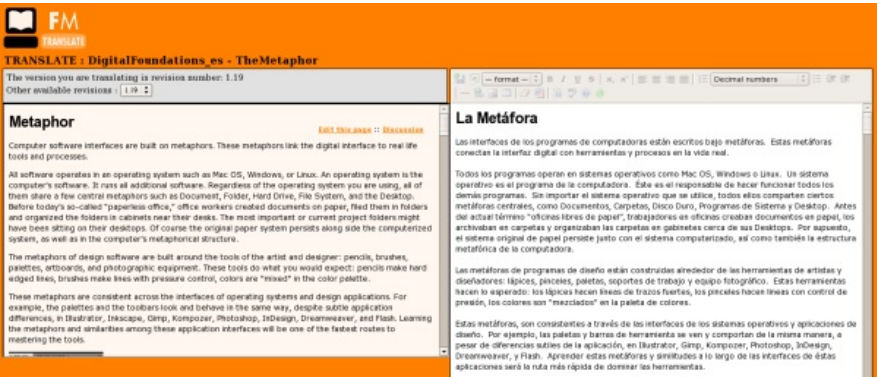 FM
TRANSLATE
TRANSLATE : DigitalFoundations_es - TheMetaphor
The version you are translating is revision number: 1.19
Other available revisions : 1.19
Metaphor
Edit this page :: Discussion
Computer software interfaces are built on metaphors. These metaphors link the digital interface to real life
tools and processes.
All software operates in an operating system such as Mac OS, Windows, or Linux. An operating system is the
computer's software. It runs all additional software. Regardless of the operating system you are using, all of
them share a few central metaphors such as Document, Folder, Hard Drive, File System, and the Desktop.
Before today's so-called "paperless office," office workers created documents on paper, filed them in folders
and organized the folders in cabinets near their desks. The most important or current project folders might
have been sitting on their desktops. Of course the original paper system persists along side the computerized
system, as well as in the computer's metaphorical structure.
The metaphors of design software are built around the tools of the artist and designer: pencils, brushes,
palettes, artboards, and photographic equipment. These tools do what you would expect: pencils make hard
edged lines, brushes make lines with pressure control, colors are "mixed" in the color palette.
These metaphors are consistent across the interfaces of operating systems and design applications. For
example, the palettes and the toolbars look and behave in the same way, despite subtle application
differences, in Illustrator, Inkscape, Gimp, Kompozer, Photoshop, InDesign, Dreamweaver, and Flash. Learning
the metaphors and similarities among these application interfaces will be one of the fastest routes to
mastering the tools.
-- format --
B I U S
Decimal numbers
La Metáfora
Las interfaces de los programas de computadoras están escritos bajo metáforas. Estas metáforas
conectan la interfaz digital con herramientas y procesos en la vida real.
Todos los programas operan en sistemas operativos como Mac OS, Windows o Linux. Un sistema
operativo es el programa de la computadora. Éste es el responsable de hacer funcionar todos los
demás programas. Sin importar el sistema operativo que se utilice, todos ellos comparten ciertos
metáforas centrales, como Documentos, Carpetas, Disco Duro, Programas de Sistema y Desktop. Antes
del actual término "oficinas libres de papel", trabajadores en oficinas creaban documentos en papel, los
archivaban en carpetas y organizaban las carpetas en gabinetes cerca de sus Desktops. Por supuesto,
el sistema original de papel persiste junto con el sistema computarizado, así como también la estructura
metafórica de la computadora.
Las metáforas de programas de diseño están construidas alrededor de las herramientas de artistas y
diseñadores: lápices, pinceles, paletas, soportes de trabajo y equipo fotográfico. Estas herramientas
hacen lo esperado: los lápices hacen líneas de trazos fuertes, los pinceles hacen líneas con control de
presión, los colores son "mezclados" en la paleta de colores.
Estas metáforas, son consistentes a través de las interfaces de los sistemas operativos y aplicaciones de
diseño. Por ejemplo, las paletas y barras de herramienta se ven y comportan de la misma manera, a
pesar de diferencias sutiles de la aplicación, en Illustrator, Gimp, Kompozer, Photoshop, InDesign,
Dreamweaver, y Flash. Aprender estas metáforas y similitudes a lo largo de las interfaces de éstas
aplicaciones será la ruta más rápida de dominar las herramientas.